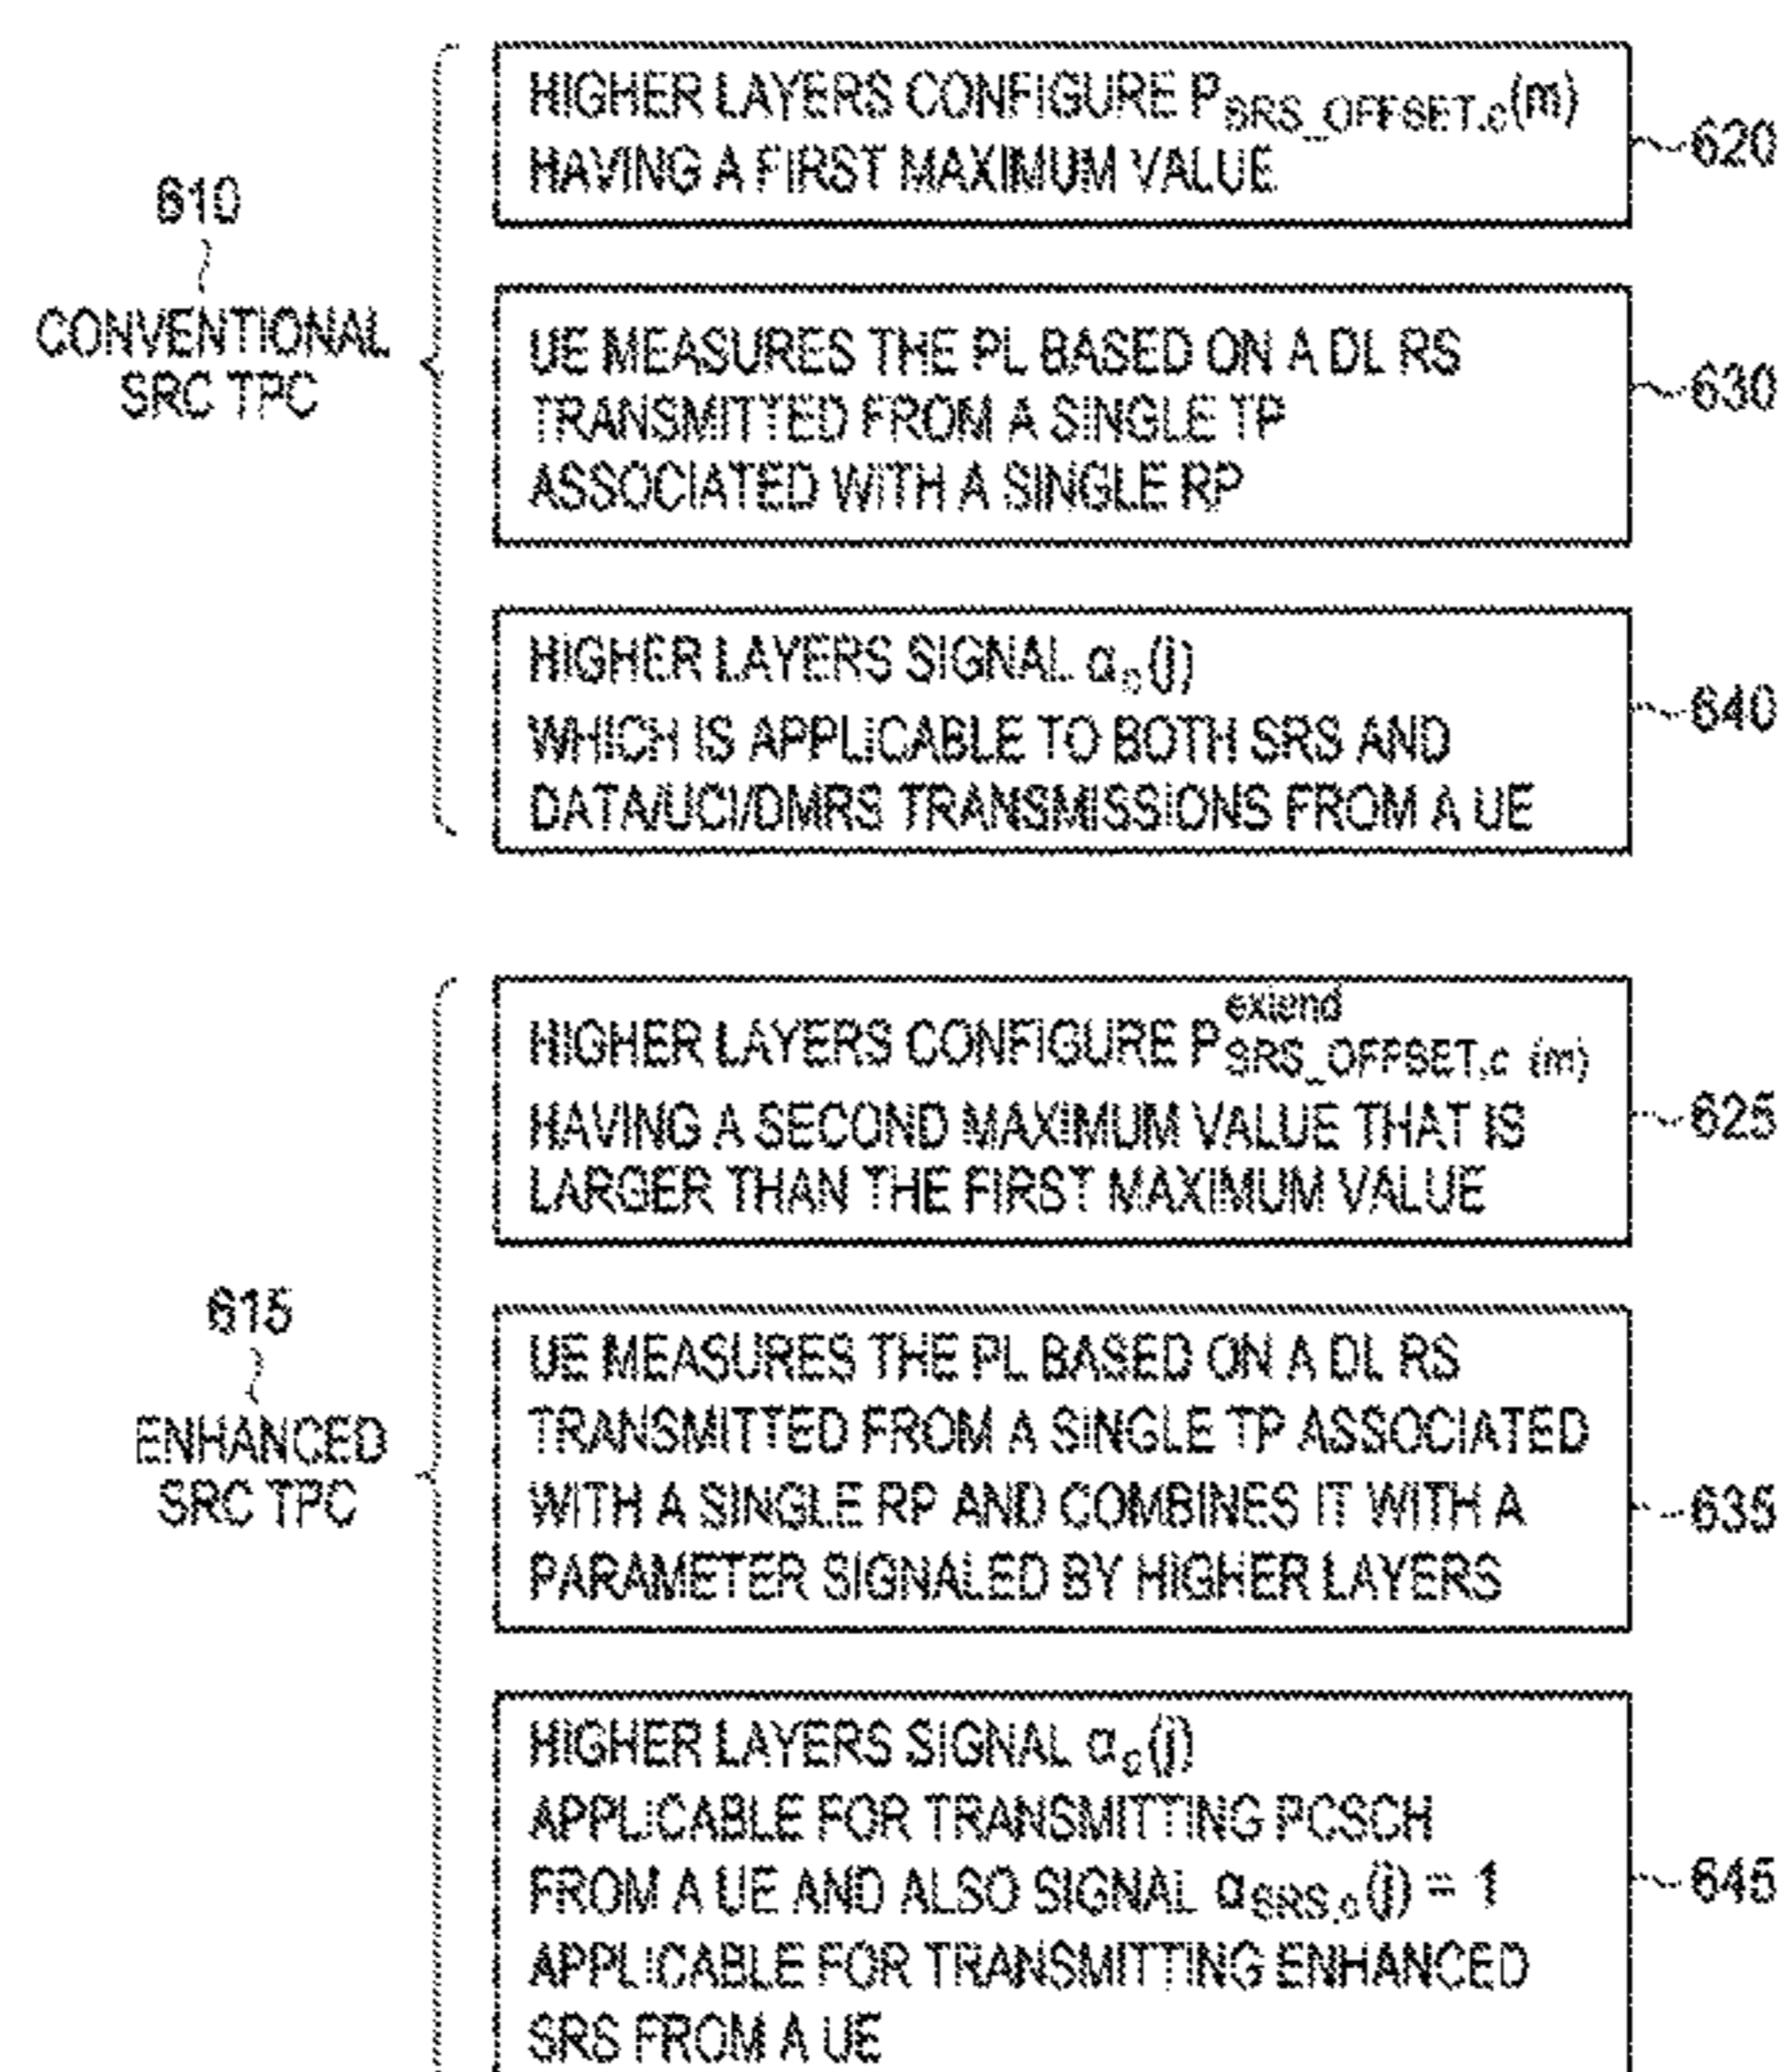 610
CONVENTIONAL
SRC TPC
HIGHER LAYERS CONFIGURE P SRS_OFFSET,c(m)
HAVING A FIRST MAXIMUM VALUE
620
UE MEASURES THE PL BASED ON A DL RS
TRANSMITTED FROM A SINGLE TP
ASSOCIATED WITH A SINGLE RP
630
HIGHER LAYERS SIGNAL αc(j)
WHICH IS APPLICABLE TO BOTH SRS AND
DATA/UCI/DMRS TRANSMISSIONS FROM A UE
640
615
ENHANCED
SRC TPC
HIGHER LAYERS CONFIGURE P extend SRS_OFFSET,c (m)
HAVING A SECOND MAXIMUM VALUE THAT IS
LARGER THAN THE FIRST MAXIMUM VALUE
625
UE MEASURES THE PL BASED ON A DL RS
TRANSMITTED FROM A SINGLE TP ASSOCIATED
WITH A SINGLE RP AND COMBINES IT WITH A
PARAMETER SIGNALED BY HIGHER LAYERS
635
HIGHER LAYERS SIGNAL αc(j)
APPLICABLE FOR TRANSMITTING PCSCH
FROM A UE AND ALSO SIGNAL αSRS,c(j) = 1
APPLICABLE FOR TRANSMITTING ENHANCED
SRS FROM A UE
645